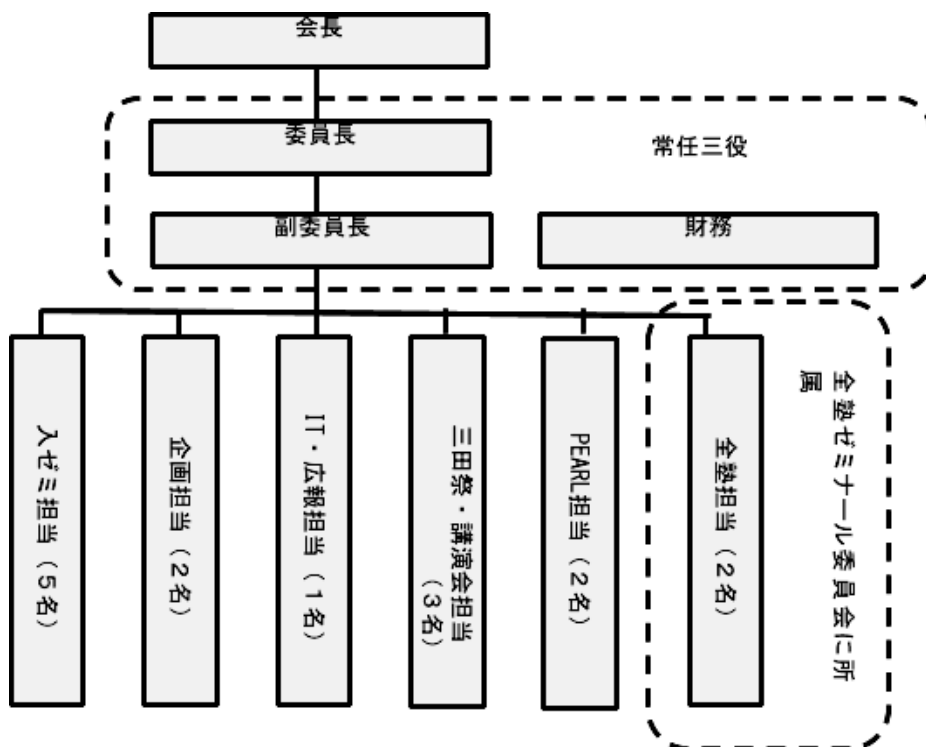 会長
委員長
常任三役
副委員長
財務
入ゼミ担当（５名）
企画担当（２名）
IT・広報担当（１名）
三田祭・講演会担当
（３名）
PEARL担当（２名）
全塾担当（２名）
全塾ゼミナール委員会に所
属